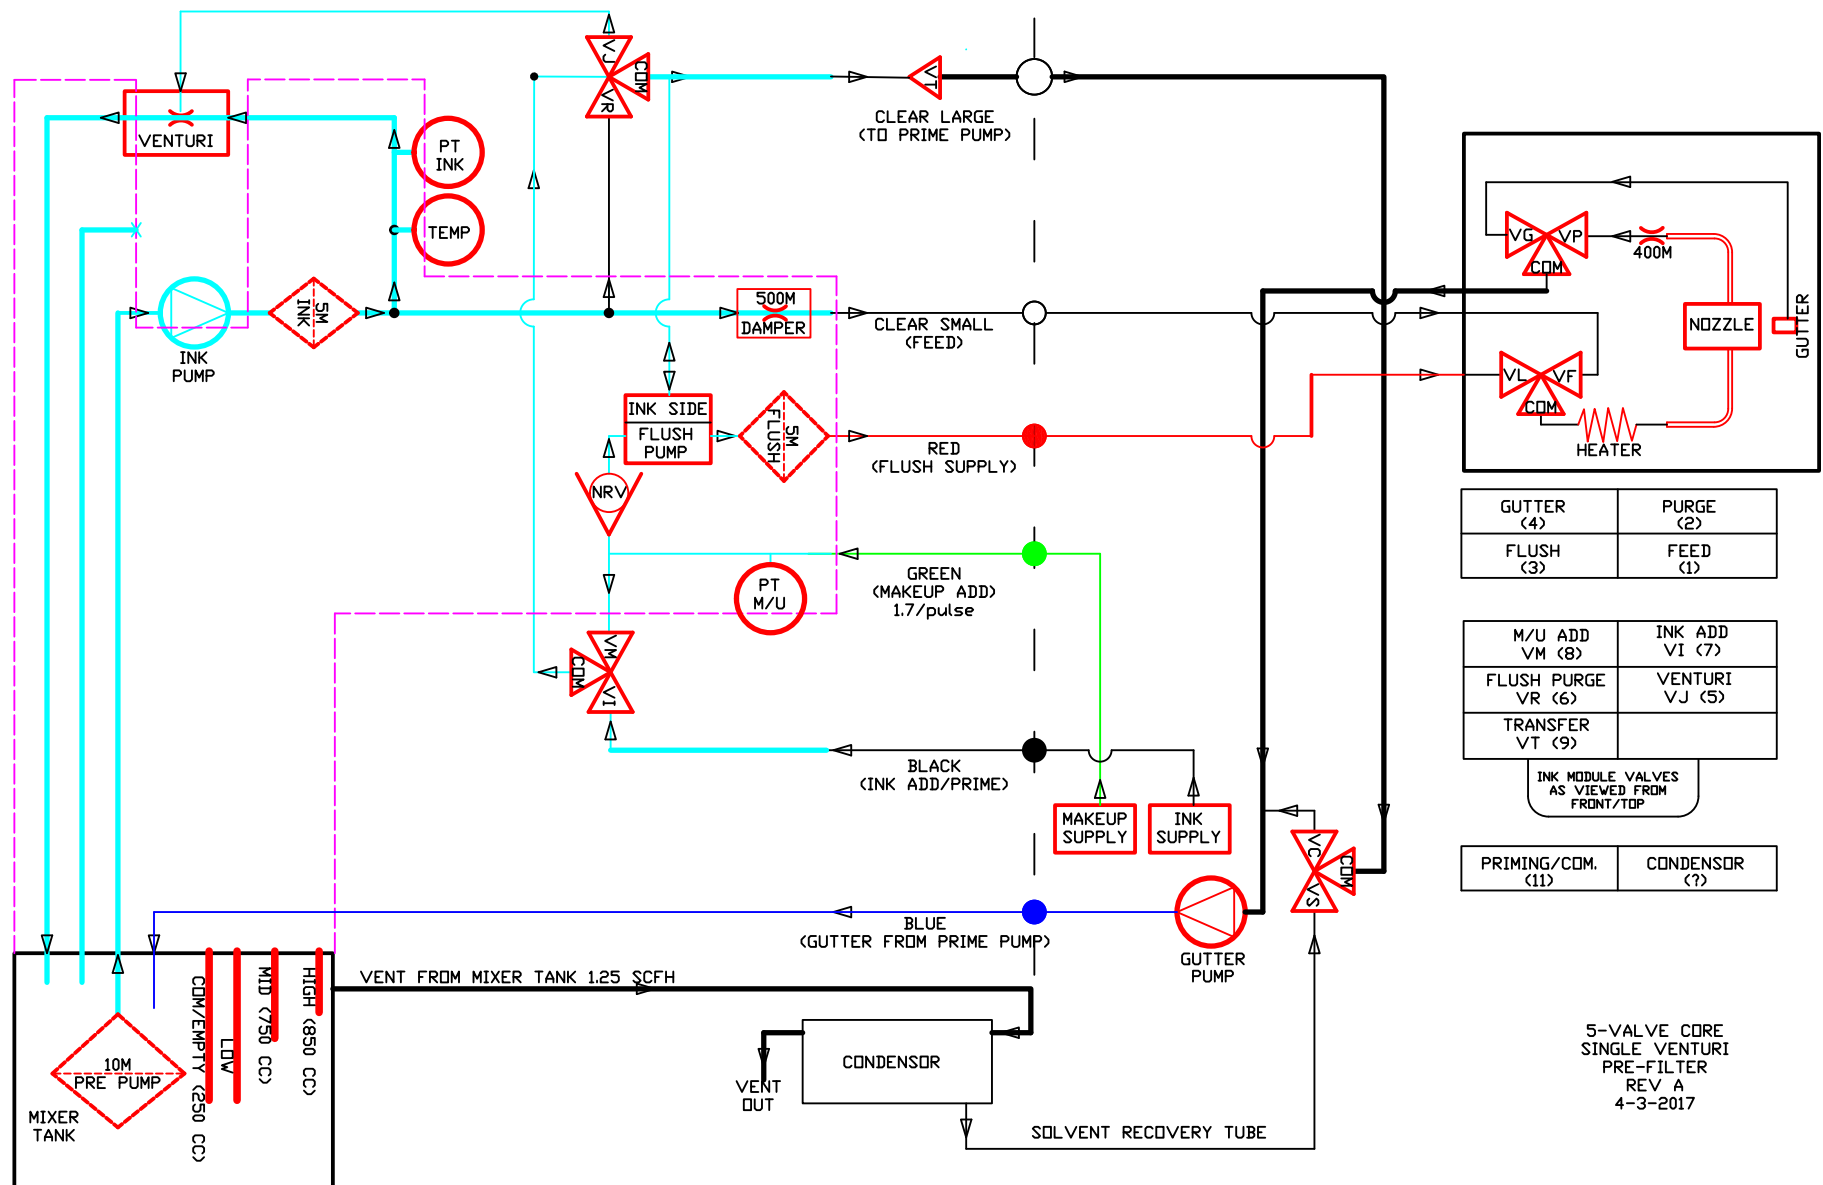 VJ
COM
VR
VT
CLEAR LARGE
(TO PRIME PUMP)
VENTURI
PT
INK
TEMP
5M
INK
INK
PUMP
500M
DAMPER
CLEAR SMALL
(FEED)
INK SIDE
FLUSH
PUMP
5M
FLUSH
RED
(FLUSH SUPPLY)
NRV
GREEN
(MAKEUP ADD)
1.7/pulse
PT
M/U
VM
COM
VI
BLACK
(INK ADD/PRIME)
MAKEUP
SUPPLY
INK
SUPPLY
VC
COM
VS
BLUE
(GUTTER FROM PRIME PUMP)
GUTTER
PUMP
VG
VP
COM
400M
NOZZLE
GUTTER
VL
VF
COM
HEATER
GUTTER
(4)
PURGE
(2)
FLUSH
(3)
FEED
(1)
M/U ADD
VM (8)
INK ADD
VI (7)
FLUSH PURGE
VR (6)
VENTURI
VJ (5)
TRANSFER
VT (9)
INK MODULE VALVES
AS VIEWED FROM
FRONT/TOP
PRIMING/COM.
(11)
CONDENSOR
(?)
VENT FROM MIXER TANK 1.25 SCFH
HIGH (850 CC)
MID (750 CC)
LOW
COM/EMPTY (250 CC)
10M
PRE PUMP
MIXER
TANK
CONDENSOR
VENT
OUT
SOLVENT RECOVERY TUBE
5-VALVE CORE
SINGLE VENTURI
PRE-FILTER
REV A
4-3-2017